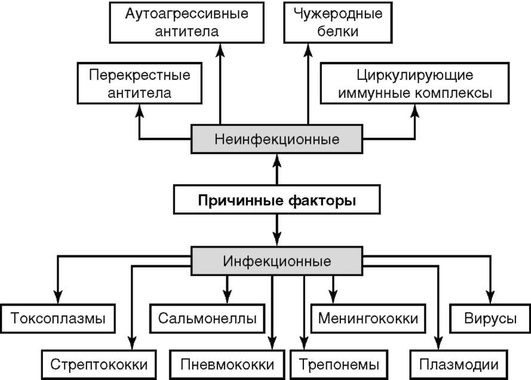 Аутоагрессивные
антитела
Чужеродные
белки
Перекрестные
антитела
Циркулирующие
иммунные комплексы
Неинфекционные
Причинные факторы
Инфекционные
Токсоплазмы
Сальмонеллы
Менингококки
Вирусы
Стрептококки
Пневмококки
Трепонемы
Плазмодии